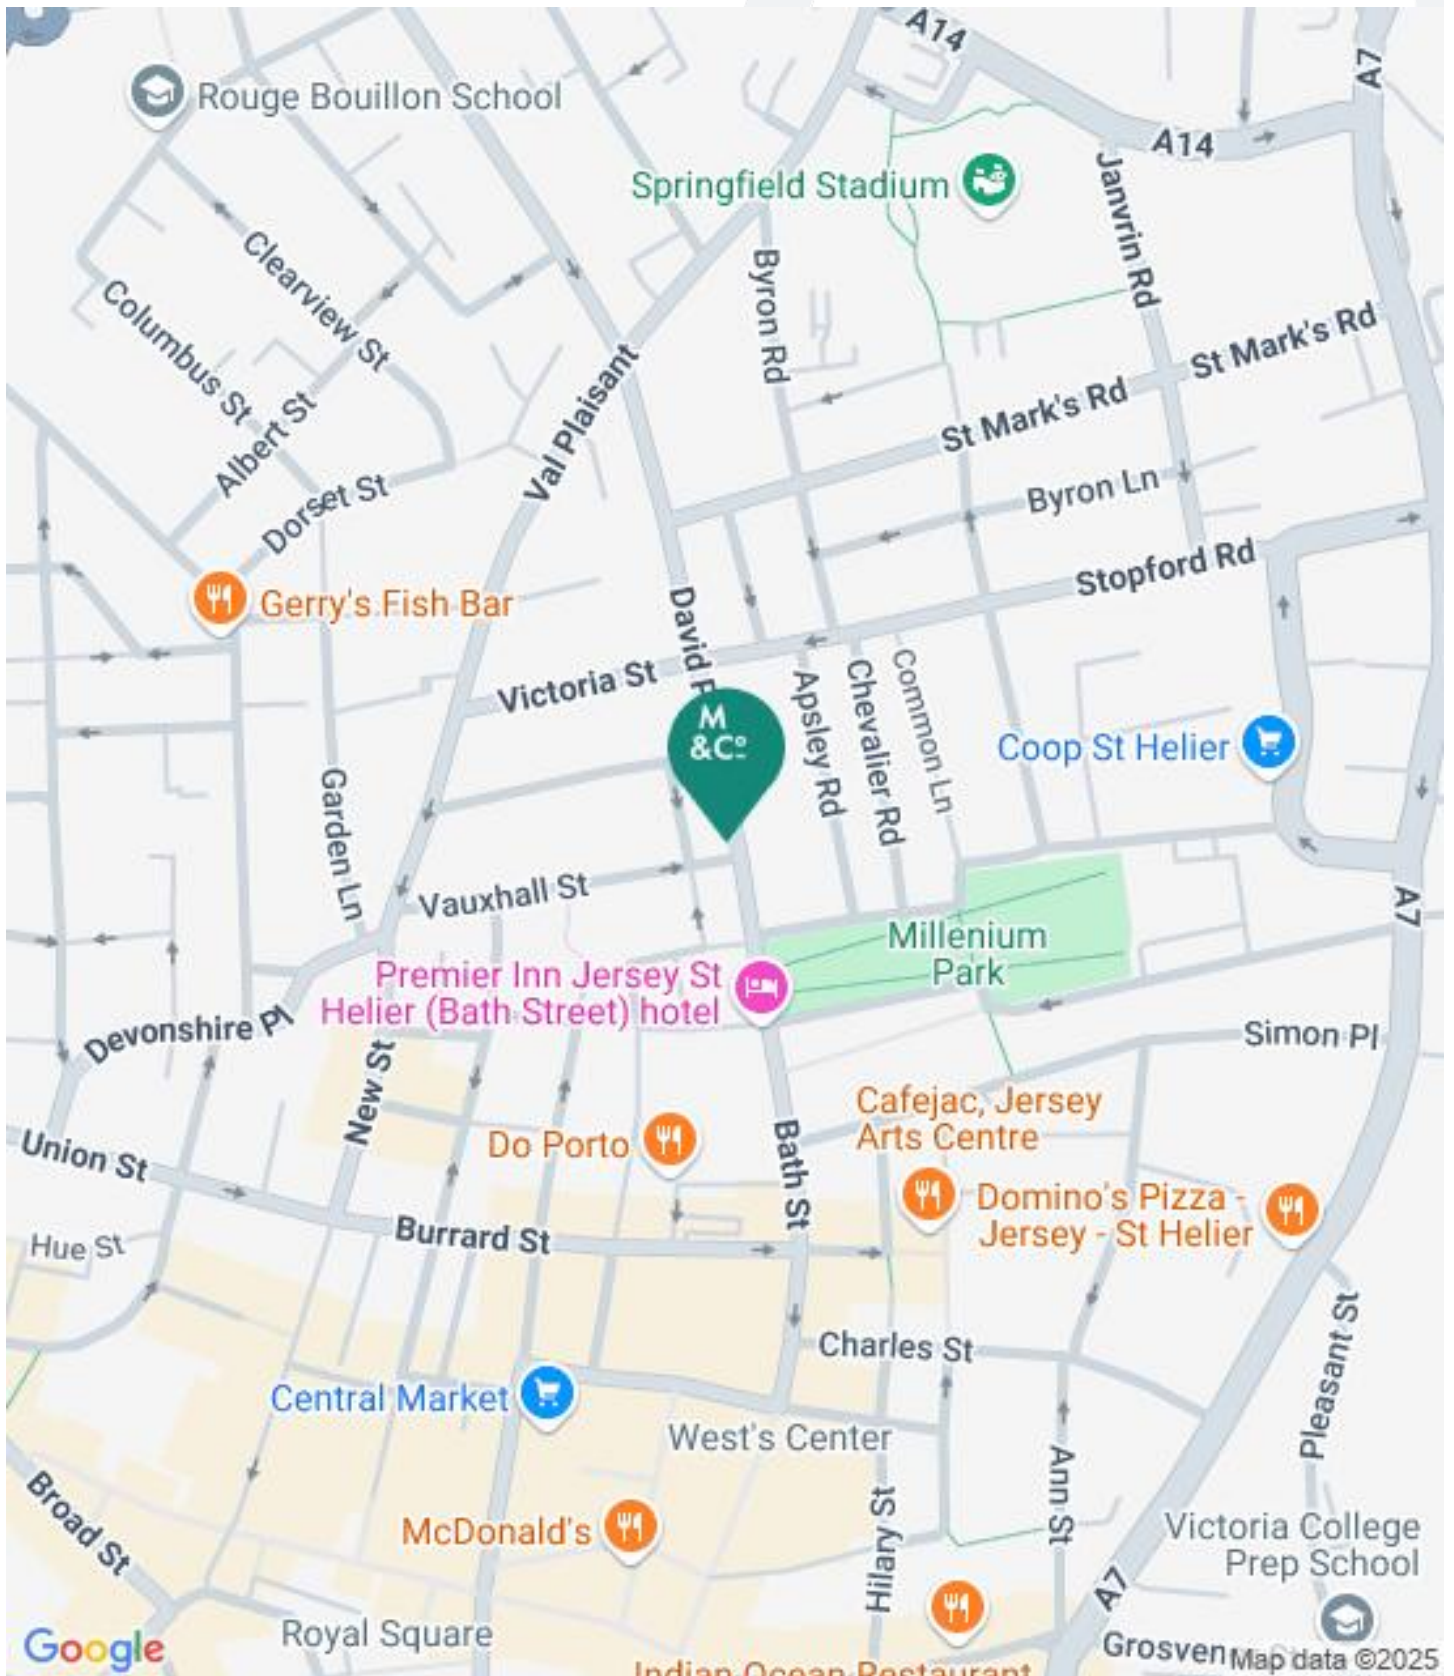 A14
A7
Rouge Bouillon School
A14
Springfield Stadium
Janvrin Rd
Clearview St
Byron Rd
Columbus St
St Mark's Rd
Val Plaisant
Albert St
St Mark's Rd
Dorset St
Byron Ln
Stopford Rd
Gerry's Fish Bar
David
Victoria St
Apsley Rd
Chevalier Rd
Common Ln
M
&Cº
Coop St Helier
Garden Ln
Vauxhall St
A7
Millenium
Park
Premier Inn Jersey St
Helier (Bath Street) hotel
Devonshire Pl
Simon Pl
New St
Cafejac, Jersey
Arts Centre
Do Porto
Bath St
Union St
Domino's Pizza -
Jersey - St Helier
Burrard St
Hue St
Pleasant St
Charles St
Central Market
West's Center
Ann St
Broad St
Hilary St
McDonald's
Victoria College
Prep School
A7
Royal Square
Google
Indian Ocean Restaurant
Map data ©2025